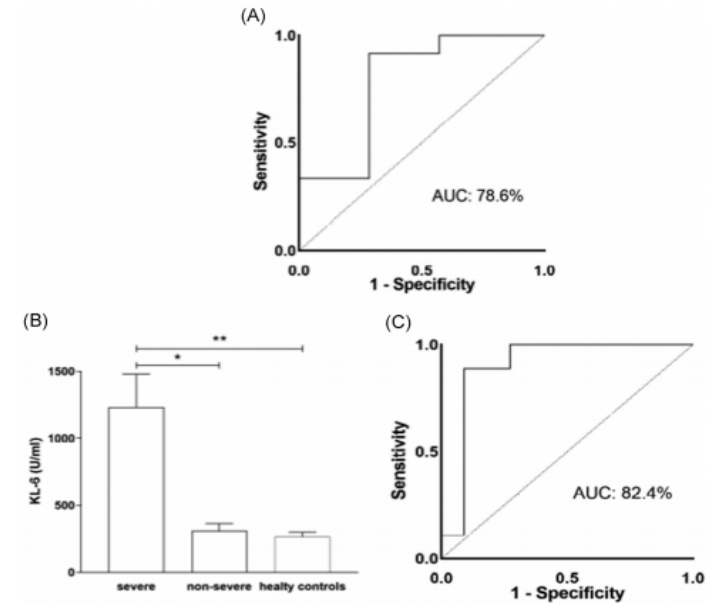 (A)
1.0
0.5
0.0
Sensitivity
AUC: 78.6%
0.0 0.5 1.0
1 - Specificity
(B)
**
*
1500
1000
500
0
KL-6 (U/ml)
severe non-severe healty controls
(C)
1.0
0.5
0.0
Sensitivity
AUC: 82.4%
0.0 0.5 1.0
1 - Specificity